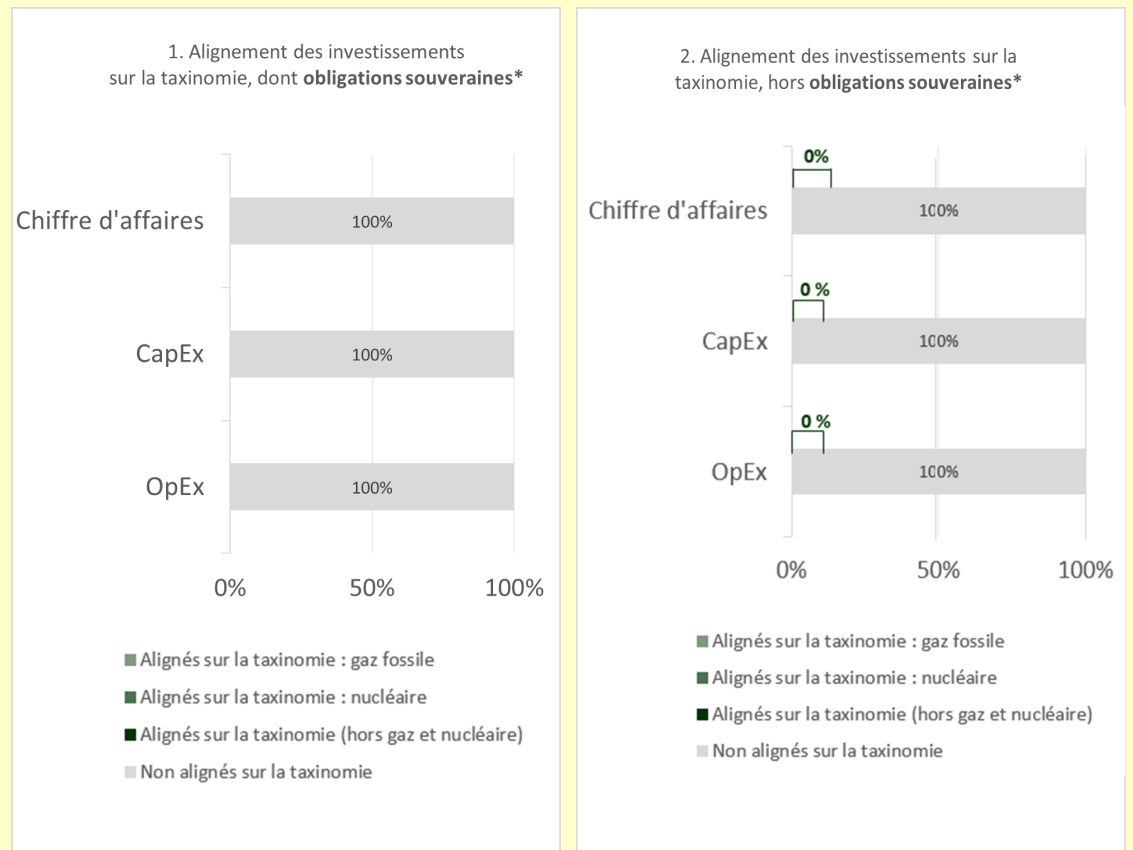 1. Alignement des investissements
sur la taxinomie, dont obligations souveraines*
Chiffre d'affaires
100%
CapEx
100%
OpEx
100%
0%
50%
100%
Alignés sur la taxinomie : gaz fossile
Alignés sur la taxinomie : nucléaire
Alignés sur la taxinomie (hors gaz et nucléaire)
Non alignés sur la taxinomie
2. Alignement des investissements sur la
taxinomie, hors obligations souveraines*
0%
Chiffre d'affaires
100%
0 %
CapEx
100%
0 %
OpEx
100%
0%
50%
100%
Alignés sur la taxinomie : gaz fossile
Alignés sur la taxinomie : nucléaire
Alignés sur la taxinomie (hors gaz et nucléaire)
Non alignés sur la taxinomie